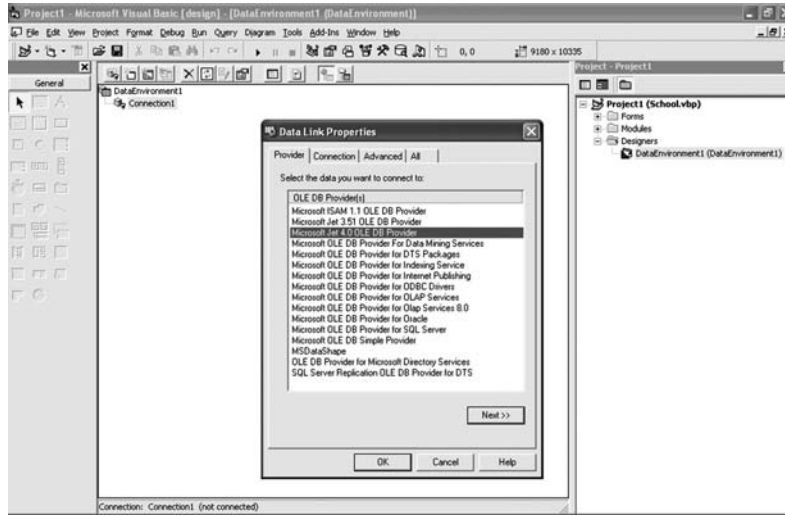 Project1 - Microsoft Visual Basic [design] - [DataEnvironment1 (DataEnvironment)]
File Edit View Project Format Debug Run Query Diagram Tools Add-Ins Window Help
0, 0 9180 x 10335
General
DataEnvironment1
Connection1
Project - Project1
Project1 (School.vbp)
Forms
Modules
Designers
DataEnvironment1 (DataEnvironment1)
Data Link Properties
Provider Connection Advanced All
Select the data you want to connect to:
OLE DB Provider(s)
Microsoft ISAM 1.1 OLE DB Provider
Microsoft Jet 3.51 OLE DB Provider
Microsoft Jet 4.0 OLE DB Provider
Microsoft OLE DB Provider For Data Mining Services
Microsoft OLE DB Provider for DTS Packages
Microsoft OLE DB Provider for Indexing Service
Microsoft OLE DB Provider for Internet Publishing
Microsoft OLE DB Provider for ODBC Drivers
Microsoft OLE DB Provider for OLAP Services
Microsoft OLE DB Provider for Olap Services 8.0
Microsoft OLE DB Provider for Oracle
Microsoft OLE DB Provider for SQL Server
Microsoft OLE DB Simple Provider
MSDataShape
OLE DB Provider for Microsoft Directory Services
SQL Server Replication OLE DB Provider for DTS
Next >>
OK Cancel Help
Connection: Connection1 (not connected)